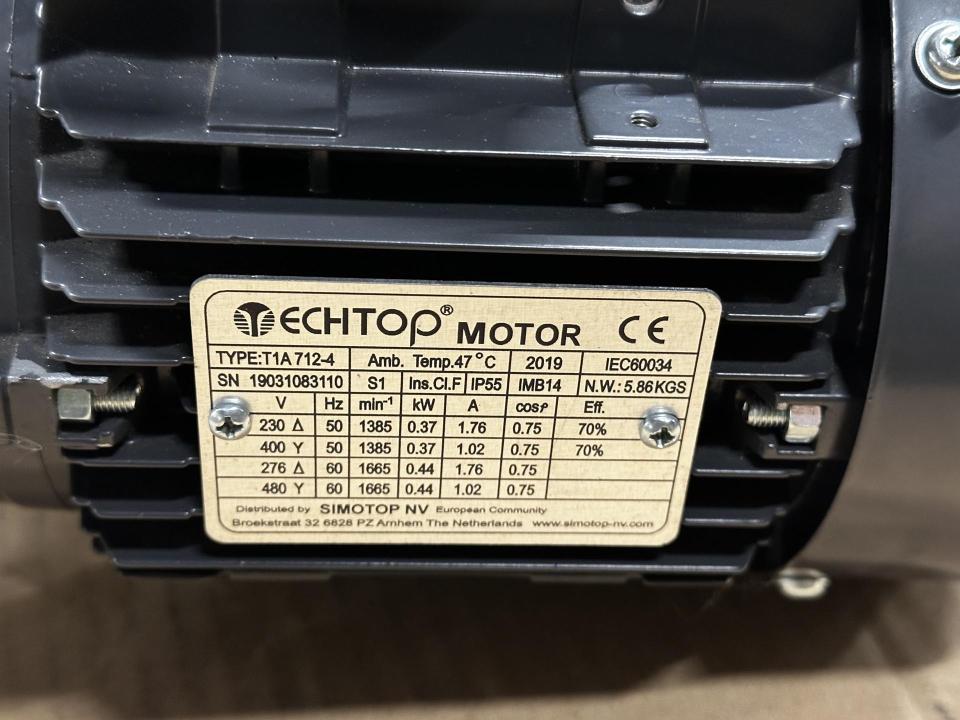 TECHTOP® MOTOR CE
TYPE:T1A 712-4 Amb. Temp.47°C 2019 IEC60034
SN 19031083110 S1 Ins.Cl.F IP55 IMB14 N.W.: 5.86KGS
V Hz min⁻¹ kW A cosφ Eff.
230 Δ 50 1385 0.37 1.76 0.75 70%
400 Y 50 1385 0.37 1.02 0.75 70%
276 Δ 60 1665 0.44 1.76 0.75
480 Y 60 1665 0.44 1.02 0.75
Distributed by SIMOTOP NV European Community
Broekstraat 32 6828 PZ Arnhem The Netherlands www.simotop-nv.com